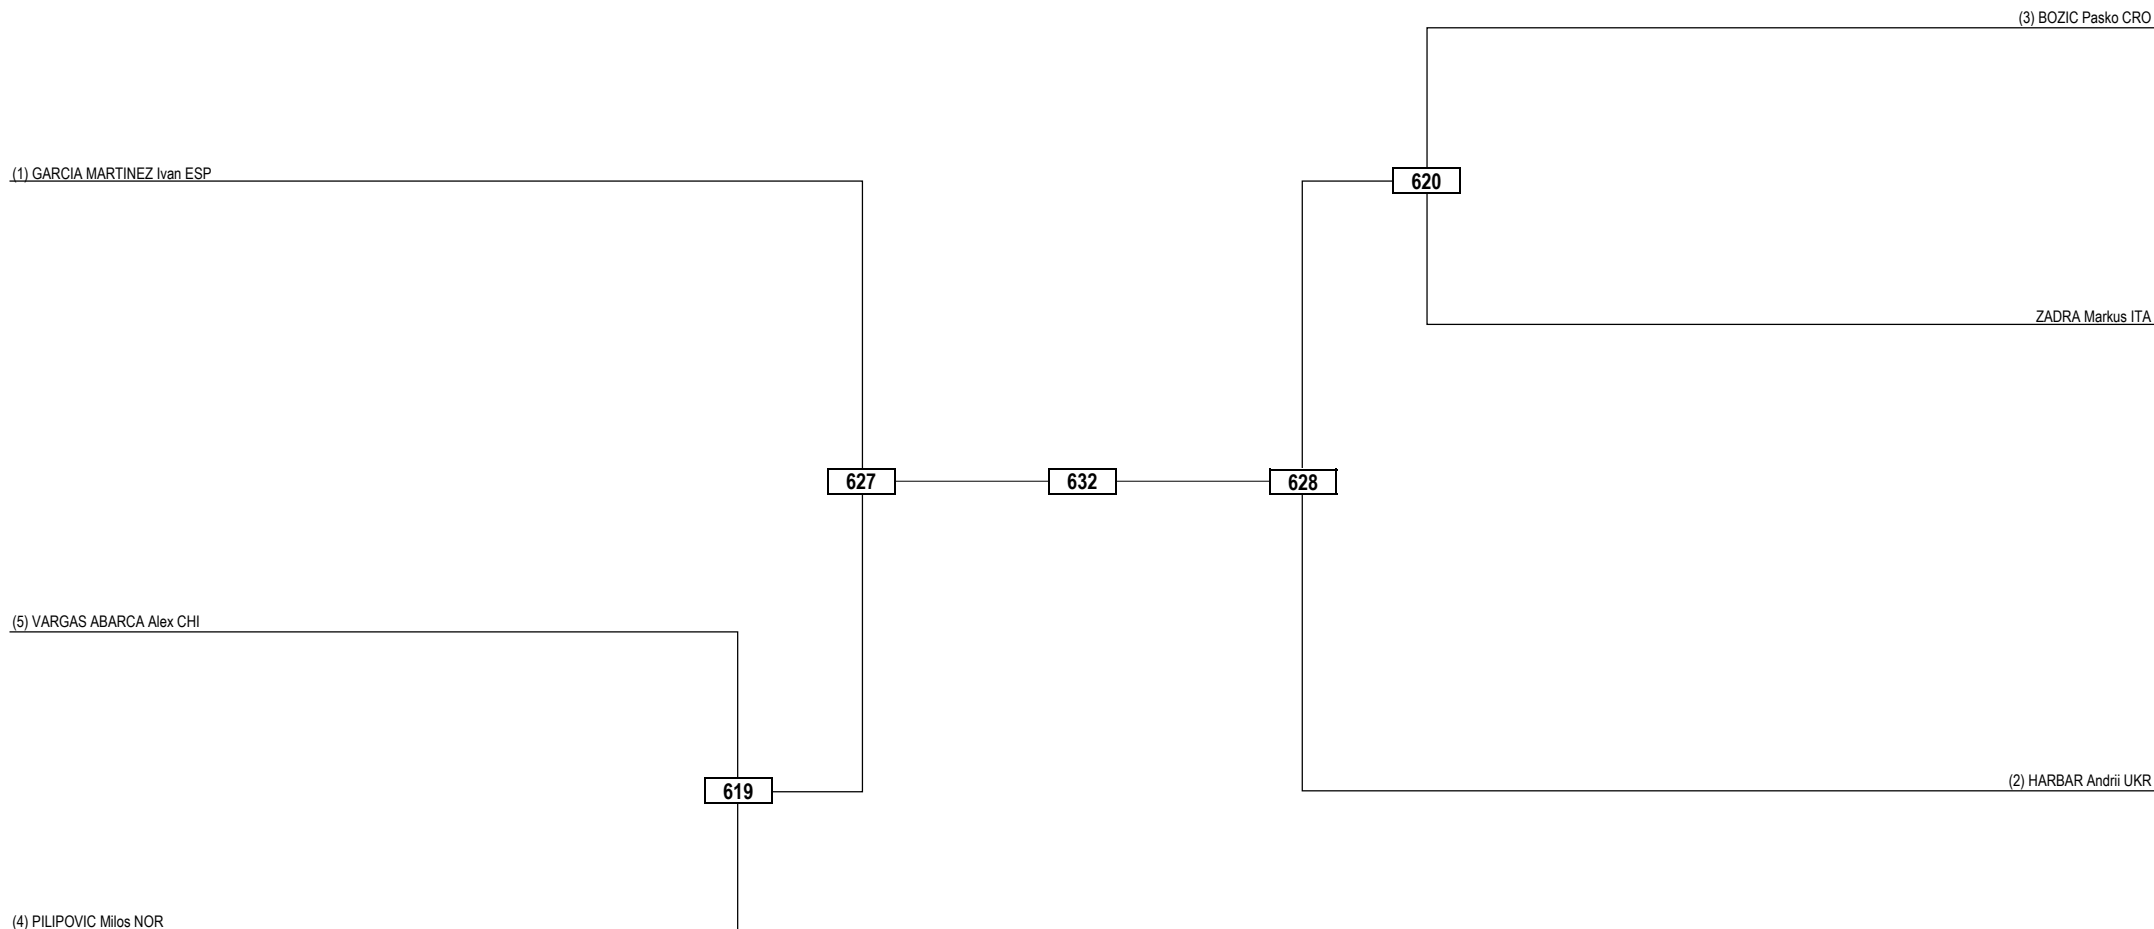 (3) BOZIC Pasko CRO
(1) GARCIA MARTINEZ Ivan ESP
620
ZADRA Markus ITA
627
632
628
(5) VARGAS ABARCA Alex CHI
(2) HARBAR Andrii UKR
619
(4) PILIPOVIC Milos NOR